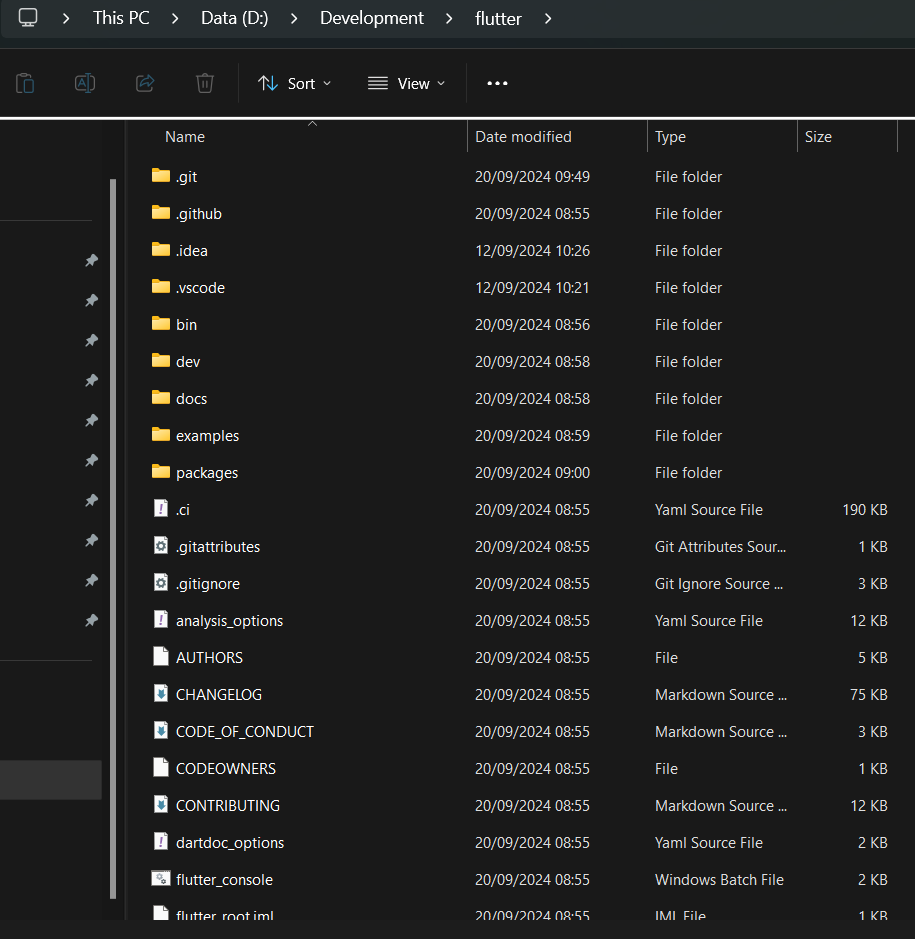 This PC > Data (D:) > Development > flutter >
Sort View
Name Date modified Type Size
.git 20/09/2024 09:49 File folder
.github 20/09/2024 08:55 File folder
.idea 12/09/2024 10:26 File folder
.vscode 12/09/2024 10:21 File folder
bin 20/09/2024 08:56 File folder
dev 20/09/2024 08:58 File folder
docs 20/09/2024 08:58 File folder
examples 20/09/2024 08:59 File folder
packages 20/09/2024 09:00 File folder
.ci 20/09/2024 08:55 Yaml Source File 190 KB
.gitattributes 20/09/2024 08:55 Git Attributes Sour... 1 KB
.gitignore 20/09/2024 08:55 Git Ignore Source ... 3 KB
analysis_options 20/09/2024 08:55 Yaml Source File 12 KB
AUTHORS 20/09/2024 08:55 File 5 KB
CHANGELOG 20/09/2024 08:55 Markdown Source ... 75 KB
CODE_OF_CONDUCT 20/09/2024 08:55 Markdown Source ... 3 KB
CODEOWNERS 20/09/2024 08:55 File 1 KB
CONTRIBUTING 20/09/2024 08:55 Markdown Source ... 12 KB
dartdoc_options 20/09/2024 08:55 Yaml Source File 2 KB
flutter_console 20/09/2024 08:55 Windows Batch File 2 KB
flutter_root.iml 20/09/2024 08:55 IML File 1 KB